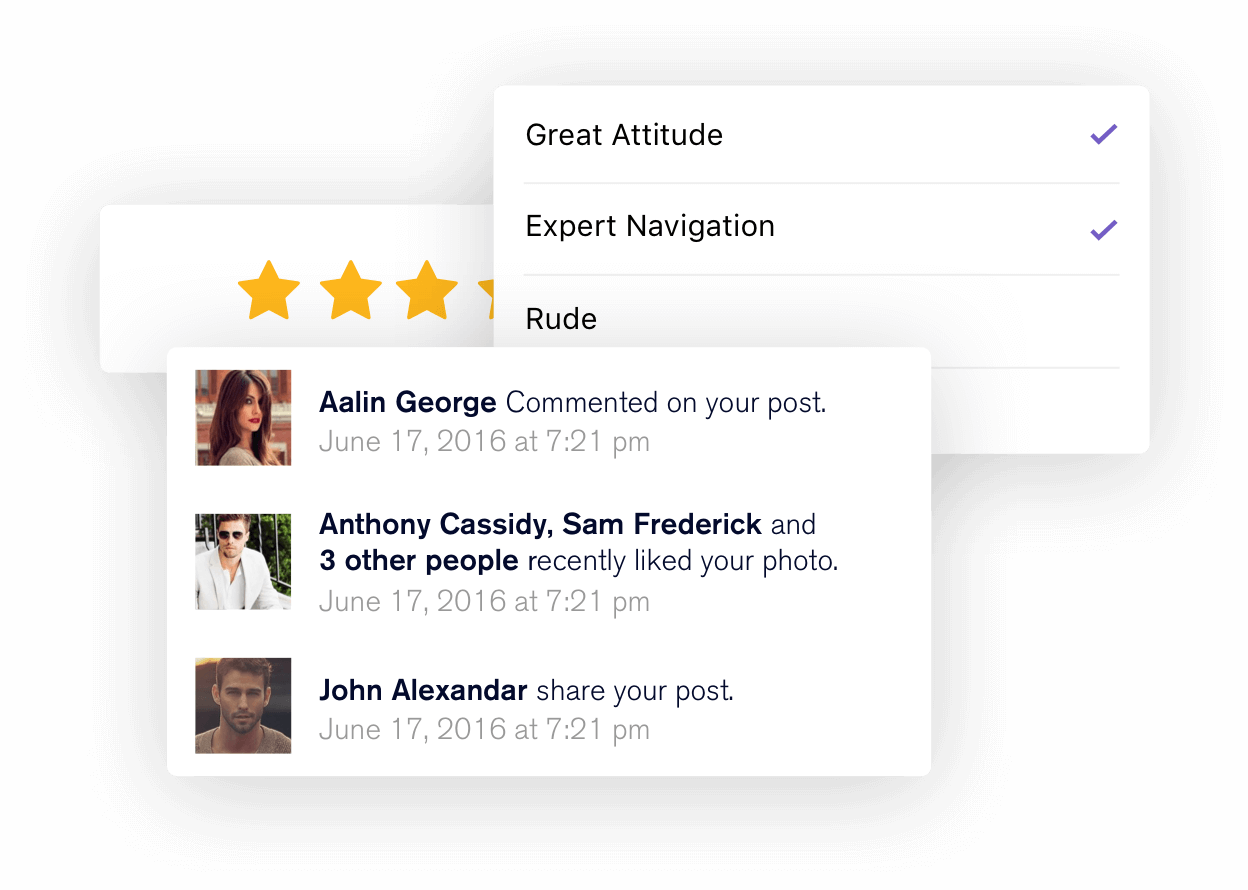 Great Attitude
Expert Navigation
Rude
Aalin George Commented on your post.
June 17, 2016 at 7:21 pm
Anthony Cassidy, Sam Frederick and
3 other people recently liked your photo.
June 17, 2016 at 7:21 pm
John Alexandar share your post.
June 17, 2016 at 7:21 pm